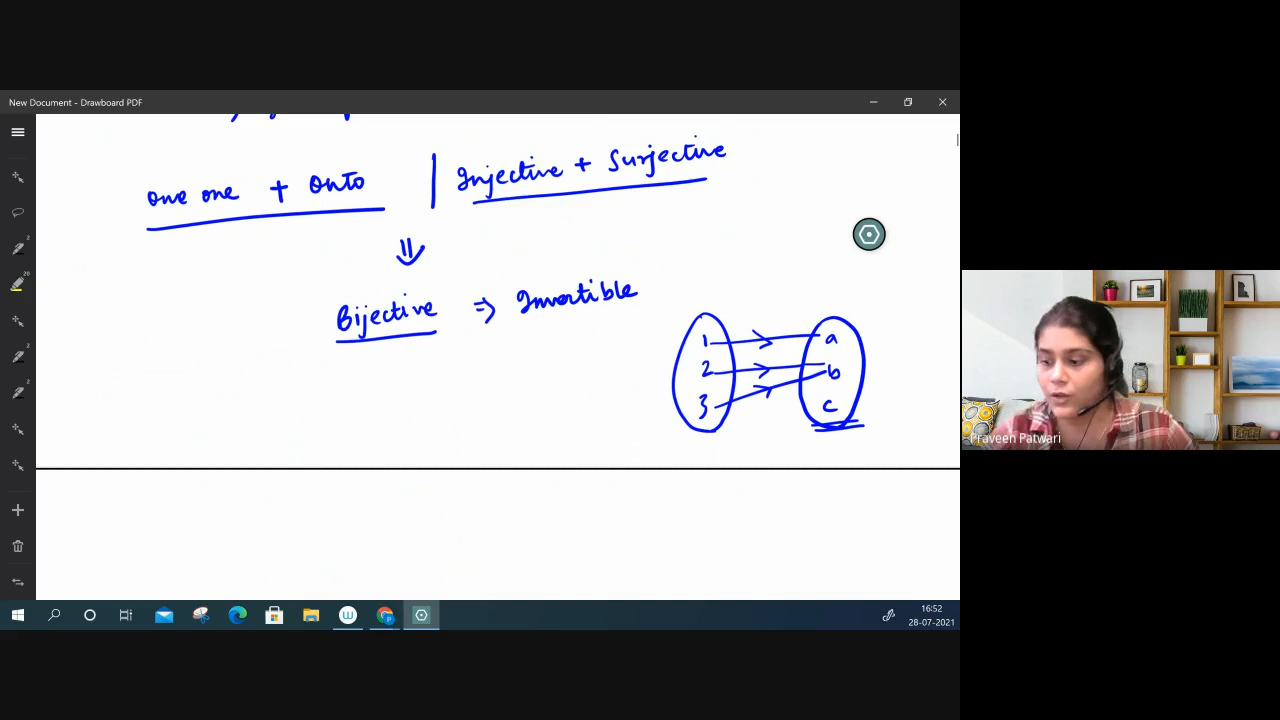 New Document - Drawboard PDF
one one + onto | Injective + Surjective
⇓
Bijective ⇒ Invertible
1 a
2 b
3 c
Praveen Patwari
16:52
28-07-2021